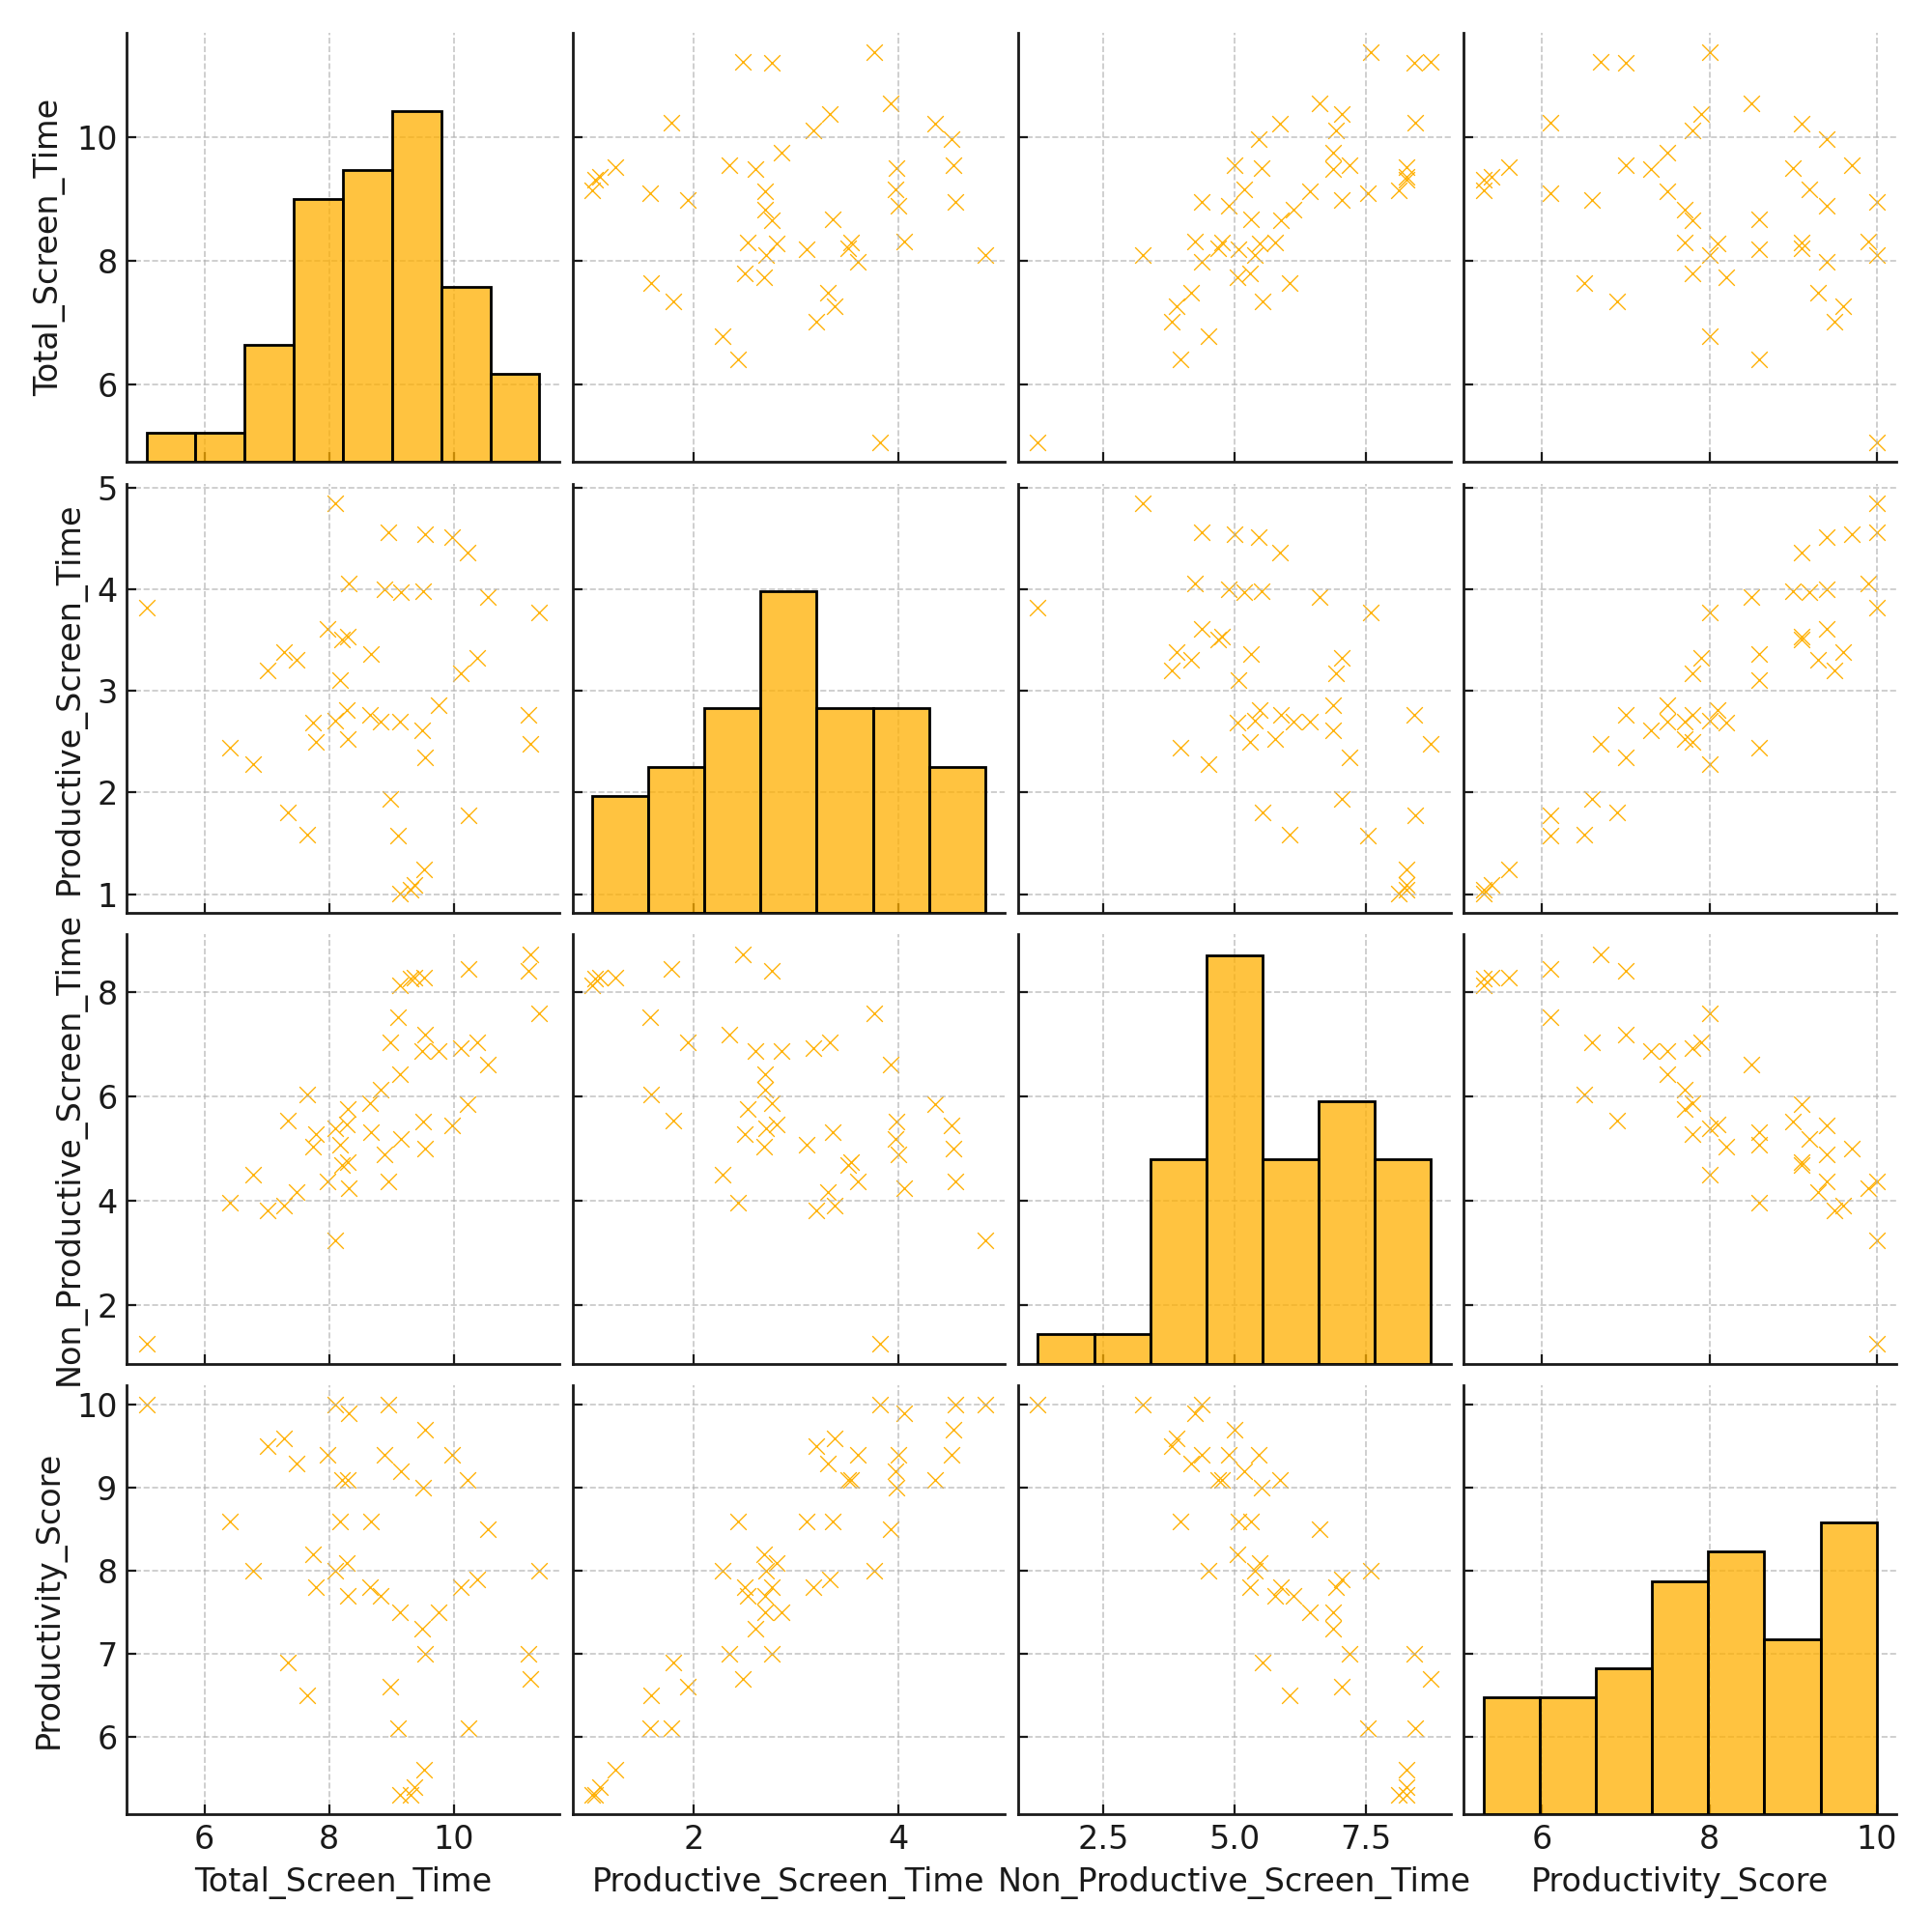 Total_Screen_Time
10
8
6
Productive_Screen_Time
5
4
3
2
1
Non_Productive_Screen_Time
8
6
4
2
Productivity_Score
10
9
8
7
6
6 8 10 2 4 2.5 5.0 7.5 6 8 10
Total_Screen_Time Productive_Screen_Time Non_Productive_Screen_Time Productivity_Score